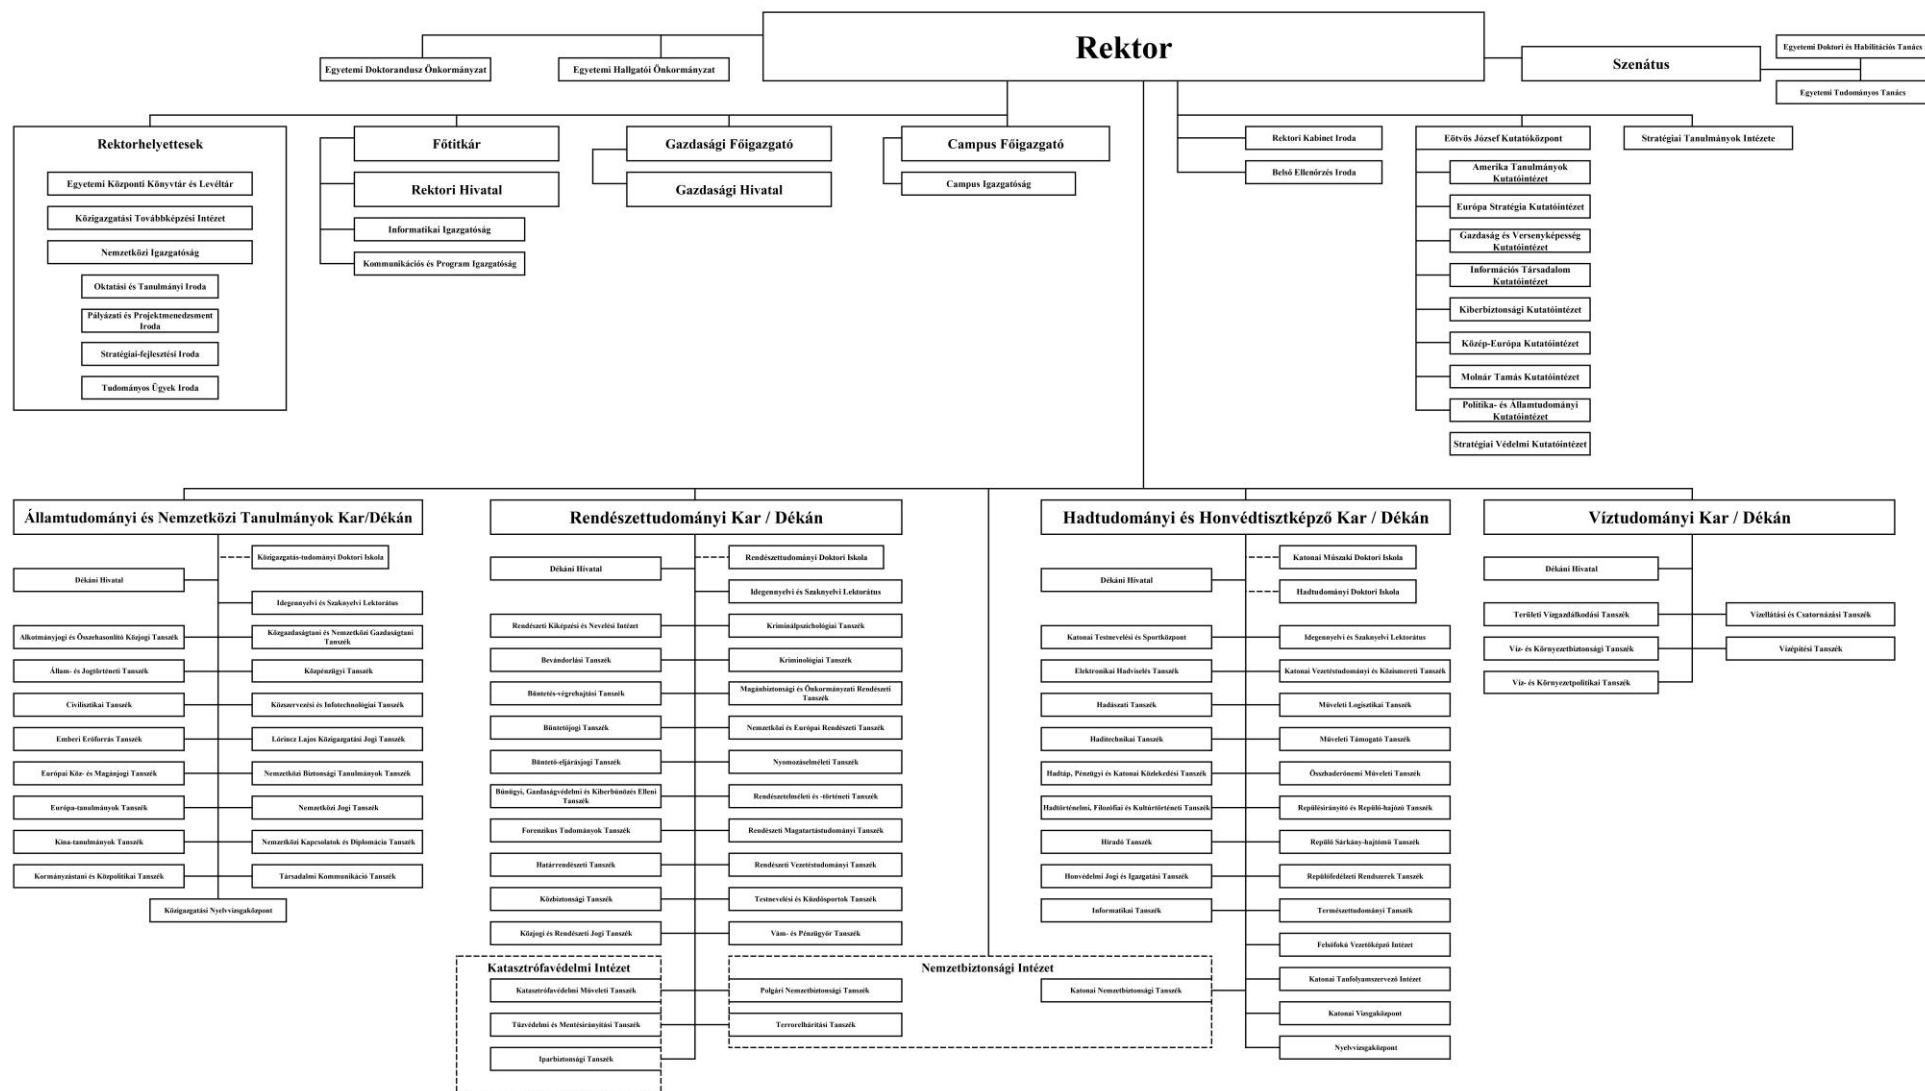 Rektor
Egyetemi Doktorandusz Önkormányzat
Egyetemi Hallgatói Önkormányzat
Szenátus
Egyetemi Doktori és Habilitációs Tanács
Egyetemi Tudományos Tanács
Rektorhelyettesek
Egyetemi Központi Könyvtár és Levéltár
Közigazgatási Továbbképzési Intézet
Nemzetközi Igazgatóság
Oktatási és Tanulmányi Iroda
Pályázati és Projektmenedzsment
Iroda
Stratégiai-fejlesztési Iroda
Tudományos Ügyek Iroda
Főtitkár
Rektori Hivatal
Informatikai Igazgatóság
Kommunikációs és Program Igazgatóság
Gazdasági Főigazgató
Gazdasági Hivatal
Campus Főigazgató
Campus Igazgatóság
Rektori Kabinet Iroda
Belső Ellenőrzés Iroda
Eötvös József Kutatóközpont
Amerika Tanulmányok
Kutatóintézet
Európa Stratégia Kutatóintézet
Gazdaság és Versenyképesség
Kutatóintézet
Információs Társadalom
Kutatóintézet
Kiberbiztonsági Kutatóintézet
Közép-Európa Kutatóintézet
Molnár Tamás Kutatóintézet
Politika- és Államtudományi
Kutatóintézet
Stratégiai Védelmi Kutatóintézet
Stratégiai Tanulmányok Intézete
Államtudományi és Nemzetközi Tanulmányok Kar/Dékán
Közigazgatás-tudományi Doktori Iskola
Dékáni Hivatal
Idegennyelvi és Szaknyelvi Lektorátus
Alkotmányjogi és Összehasonlító Közjogi Tanszék
Közgazdaságtani és Nemzetközi Gazdaságtani
Tanszék
Állam- és Jogtörténeti Tanszék
Közpénzügyi Tanszék
Civilisztikai Tanszék
Közszervezési és Infotechnológiai Tanszék
Emberi Erőforrás Tanszék
Lőrincz Lajos Közigazgatási Jogi Tanszék
Európai Köz- és Magánjogi Tanszék
Nemzetközi Biztonsági Tanulmányok Tanszék
Európa-tanulmányok Tanszék
Nemzetközi Jogi Tanszék
Kína-tanulmányok Tanszék
Nemzetközi Kapcsolatok és Diplomácia Tanszék
Kormányzástani és Közpolitikai Tanszék
Társadalmi Kommunikáció Tanszék
Közigazgatási Nyelvvizsgaközpont
Rendészettudományi Kar / Dékán
Rendészettudományi Doktori Iskola
Dékáni Hivatal
Idegennyelvi és Szaknyelvi Lektorátus
Rendészeti Kiképzési és Nevelési Intézet
Kriminálpszichológiai Tanszék
Bevándorlási Tanszék
Kriminológiai Tanszék
Büntetés-végrehajtási Tanszék
Magánbiztonsági és Önkormányzati Rendészeti
Tanszék
Büntetőjogi Tanszék
Nemzetközi és Európai Rendészeti Tanszék
Büntető-eljárásjogi Tanszék
Nyomozáselméleti Tanszék
Bűnügyi, Gazdaságvédelmi és Kiberbűnözés Elleni
Tanszék
Rendészetelméleti és -történeti Tanszék
Forenzikus Tudományok Tanszék
Rendészeti Magatartástudományi Tanszék
Határrendészeti Tanszék
Rendészeti Vezetéstudományi Tanszék
Közbiztonsági Tanszék
Testnevelési és Küzdősportok Tanszék
Közjogi és Rendészeti Jogi Tanszék
Vám- és Pénzügyőr Tanszék
Katasztrófavédelmi Intézet
Katasztrófavédelmi Műveleti Tanszék
Tűzvédelmi és Mentésirányítási Tanszék
Iparbiztonsági Tanszék
Nemzetbiztonsági Intézet
Polgári Nemzetbiztonsági Tanszék
Terrorelhárítási Tanszék
Katonai Nemzetbiztonsági Tanszék
Hadtudományi és Honvédtisztképző Kar / Dékán
Katonai Műszaki Doktori Iskola
Dékáni Hivatal
Hadtudományi Doktori Iskola
Katonai Testnevelési és Sportközpont
Idegennyelvi és Szaknyelvi Lektorátus
Elektronikai Hadviselés Tanszék
Katonai Vezetéstudományi és Közismereti Tanszék
Hadászati Tanszék
Műveleti Logisztikai Tanszék
Haditechnikai Tanszék
Műveleti Támogató Tanszék
Hadtáp, Pénzügyi és Katonai Közlekedési Tanszék
Összhaderőnemi Műveleti Tanszék
Hadtörténelmi, Filozófiai és Kultúrtörténeti Tanszék
Repülésirányító és Repülő-hajózó Tanszék
Híradó Tanszék
Repülő Sárkány-hajtómű Tanszék
Honvédelmi Jogi és Igazgatási Tanszék
Repülőfedélzeti Rendszerek Tanszék
Informatikai Tanszék
Természettudományi Tanszék
Felsőfokú Vezetőképző Intézet
Katonai Tanfolyamszervező Intézet
Katonai Vizsgaközpont
Nyelvvizsgaközpont
Víztudományi Kar / Dékán
Dékáni Hivatal
Területi Vízgazdálkodási Tanszék
Vízellátási és Csatornázási Tanszék
Víz- és Környezetbiztonsági Tanszék
Vízépítési Tanszék
Víz- és Környezetpolitikai Tanszék